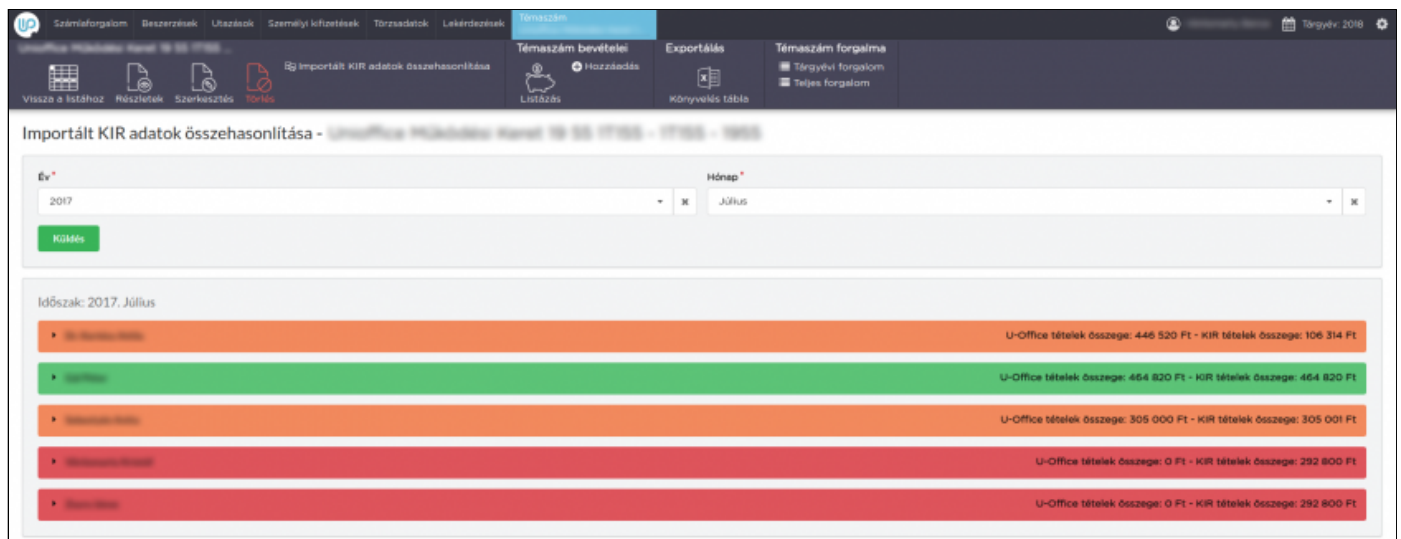 Számlaforgalom Beszerzések Utazások Személyi kifizetések Törzsadatok Lekérdezések Témaszám Tárgyév: 2018
Témaszám bevételei Exportálás Témaszám forgalma
Importált KIR adatok összehasonlítása Hozzáadás Tárgyévi forgalom
Teljes forgalom
Vissza a listához Részletek Szerkesztés Törlés Listázás Könyvelés tábla
Importált KIR adatok összehasonlítása -
Év* Hónap*
2017 Július
Küldés
Időszak: 2017. Július
U-Office tételek összege: 446 520 Ft - KIR tételek összege: 106 314 Ft
U-Office tételek összege: 464 820 Ft - KIR tételek összege: 464 820 Ft
U-Office tételek összege: 305 000 Ft - KIR tételek összege: 305 001 Ft
U-Office tételek összege: 0 Ft - KIR tételek összege: 292 800 Ft
U-Office tételek összege: 0 Ft - KIR tételek összege: 292 800 Ft